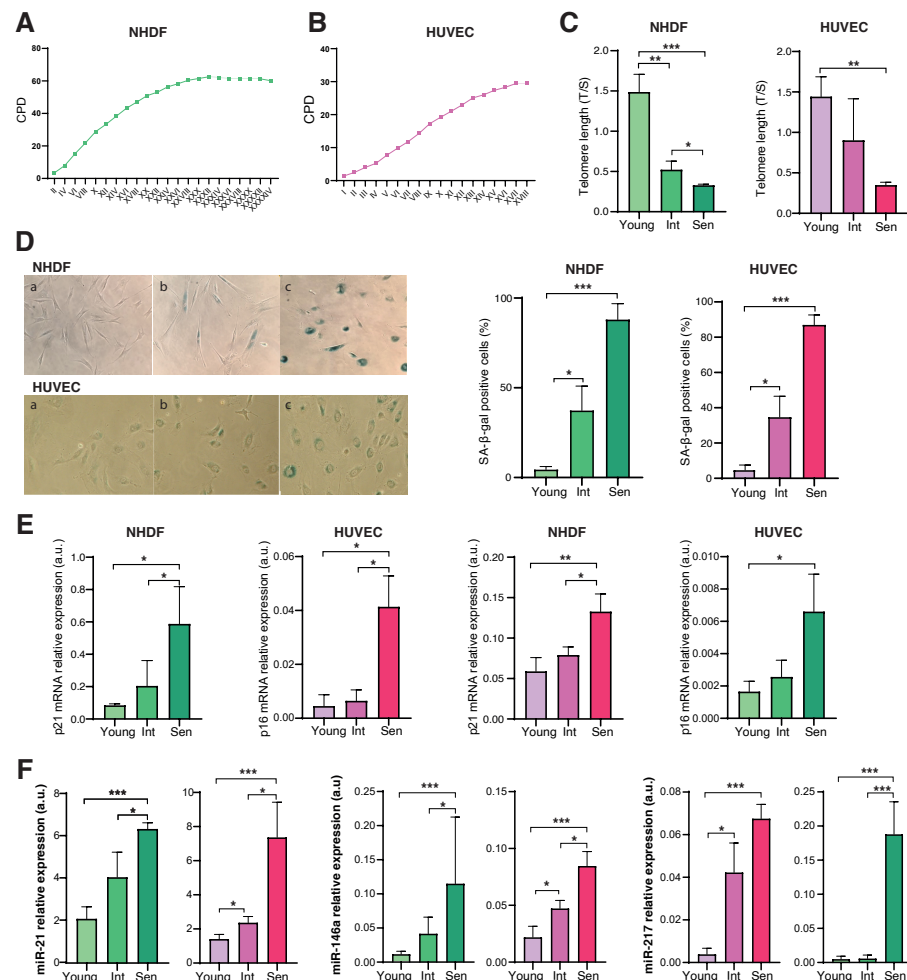 A
NHDF
CPD
80
60
40
20
0
B
HUVEC
CPD
40
30
20
10
0
I
II
III
IV
V
VII
VIII
IX
X
XI
XII
C
NHDF
Telomere length (T/S)
2.0
1.5
1.0
0.5
0.0
***
**
*
Young Int Sen
HUVEC
Telomere length (T/S)
2.0
1.5
1.0
0.5
0.0
**
Young Int Sen
D
NHDF
a b c
HUVEC
a b c
NHDF
SA-β-gal positive cells (%)
100
50
0
***
*
Young Int Sen
HUVEC
SA-β-gal positive cells (%)
100
80
60
40
20
0
***
*
Young Int Sen
E
NHDF
p21 mRNA relative expression (a.u.)
1.0
0.8
0.6
0.4
0.2
0.0
*
*
Young Int Sen
HUVEC
p16 mRNA relative expression (a.u.)
0.06
0.04
0.02
0.00
*
*
Young Int Sen
NHDF
p21 mRNA relative expression (a.u.)
0.20
0.15
0.10
0.05
0.00
**
*
Young Int Sen
HUVEC
p16 mRNA relative expression (a.u.)
0.010
0.008
0.006
0.004
0.002
0.000
*
Young Int Sen
F
miR-21 relative expression (a.u.)
8
6
4
2
0
***
*
Young Int Sen
10
8
6
4
2
0
***
*
*
Young Int Sen
miR-146a relative expression (a.u)
0.25
0.20
0.15
0.10
0.05
0.00
***
*
Young Int Sen
0.15
0.10
0.05
0.00
***
*
*
Young Int Sen
miR-217 relative expression (a.u.)
0.08
0.06
0.04
0.02
0.00
***
*
Young Int Sen
0.25
0.20
0.15
0.10
0.05
0.00
***
***
Young Int Sen